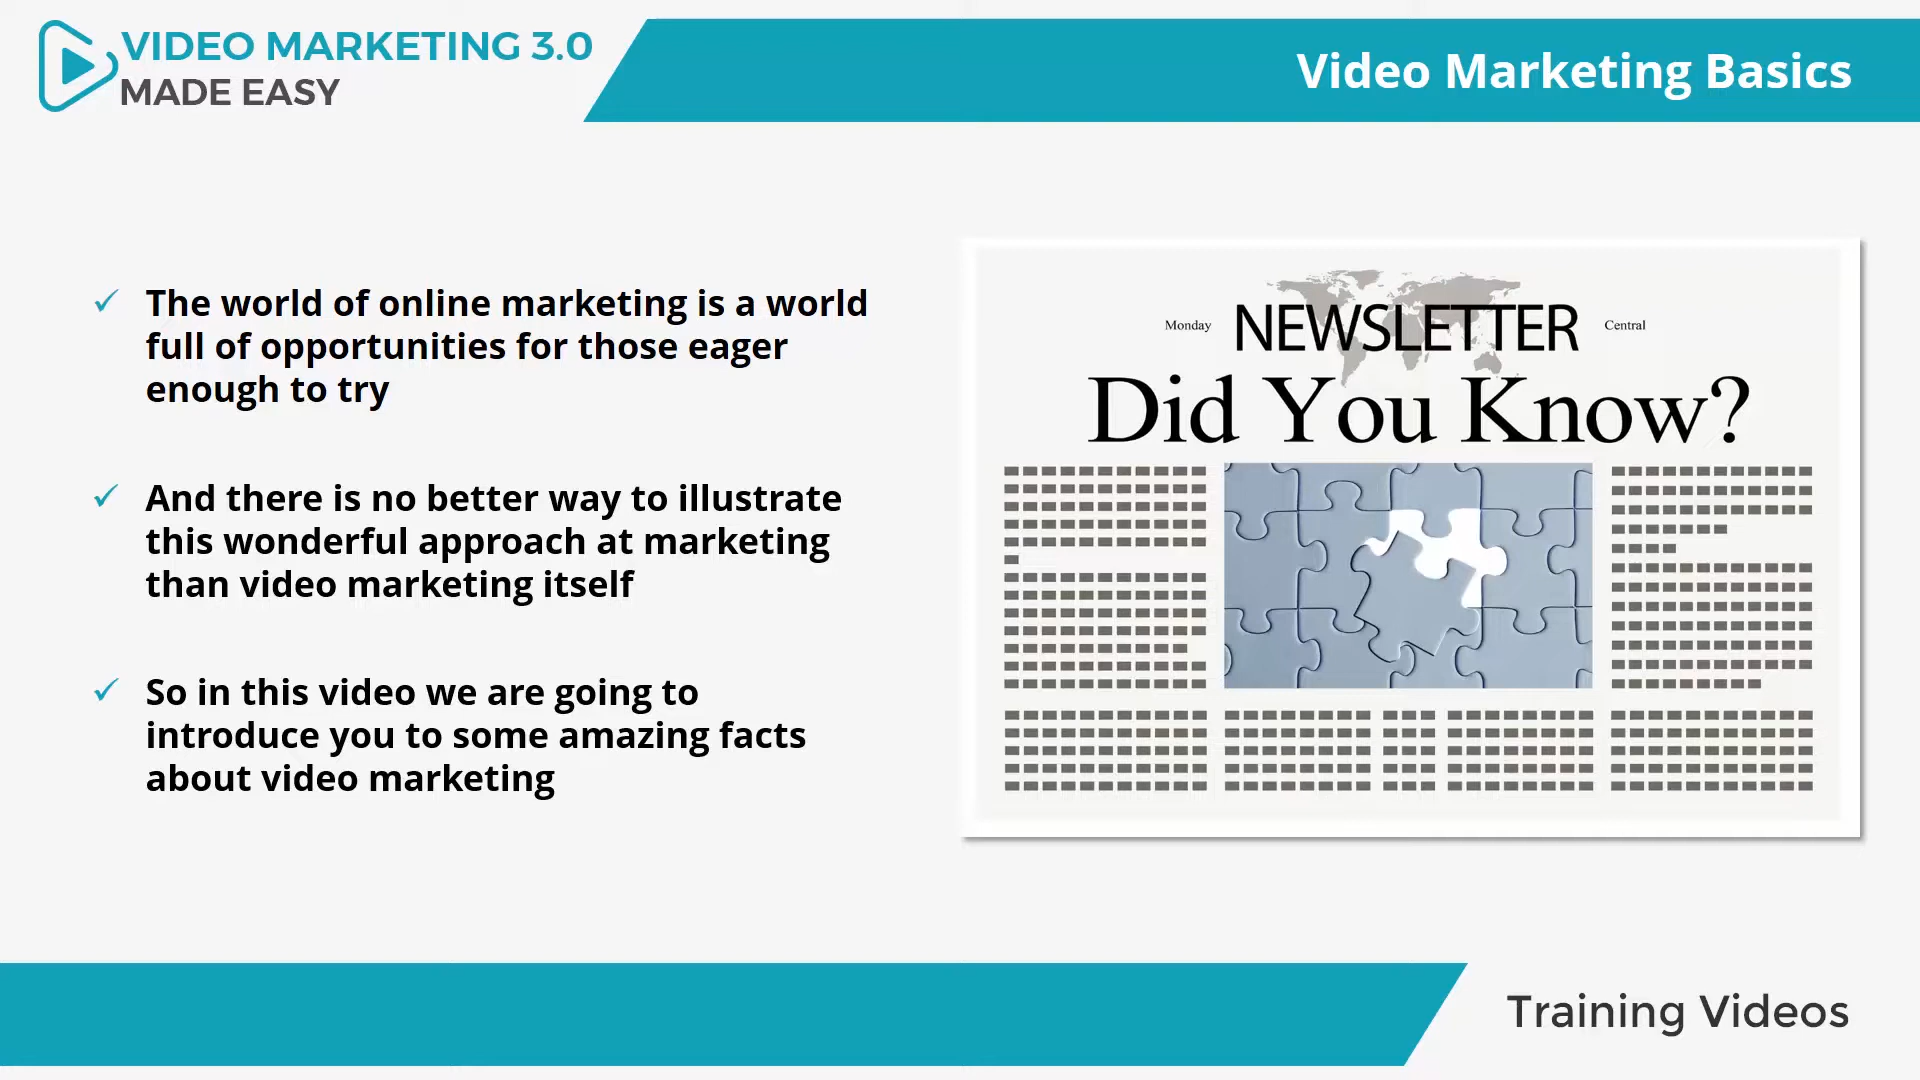 VIDEO MARKETING 3.0
MADE EASY
Video Marketing Basics
The world of online marketing is a world
full of opportunities for those eager
enough to try
And there is no better way to illustrate
this wonderful approach at marketing
than video marketing itself
So in this video we are going to
introduce you to some amazing facts
about video marketing
Monday NEWSLETTER Central
Did You Know?
Training Videos